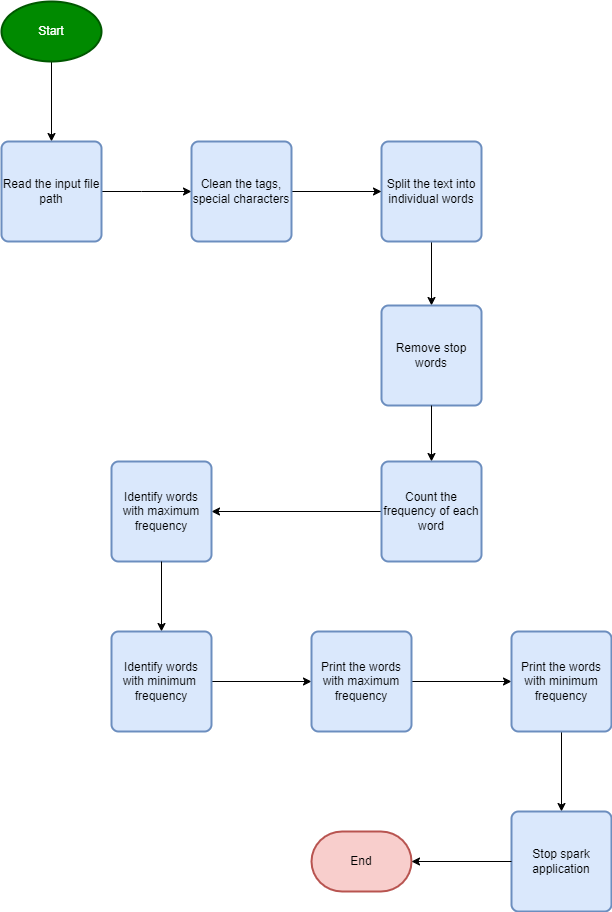 Start
Read the input file
path
Clean the tags,
special characters
Split the text into
individual words
Remove stop
words
Count the
frequency of each
word
Identify words
with maximum
frequency
Identify words
with minimum
frequency
Print the words
with maximum
frequency
Print the words
with minimum
frequency
Stop spark
application
End